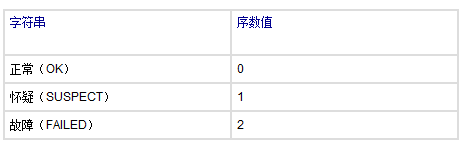 字符串 序数值
正常（OK） 0
怀疑（SUSPECT） 1
故障（FAILED） 2